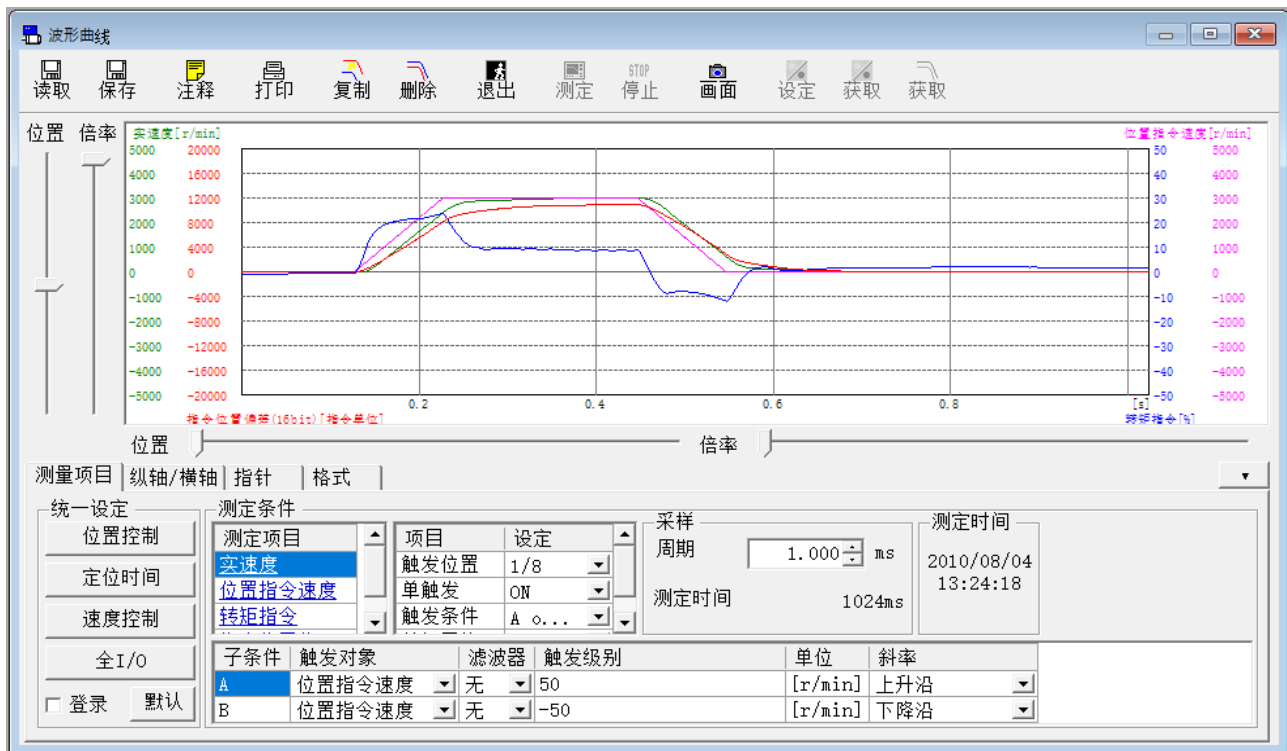 波形曲线
读取 保存 注释 打印 复制 删除 退出 测定 STOP 停止 画面 设定 获取 获取
位置 倍率 实速度[r/min] 位置指令速度[r/min]
5000 20000 50 5000
4000 16000 40 4000
3000 12000 30 3000
2000 8000 20 2000
1000 4000 10 1000
0 0 0 0
-1000 -4000 -10 -1000
-2000 -8000 -20 -2000
-3000 -12000 -30 -3000
-4000 -16000 -40 -4000
-5000 -20000 0.2 0.4 0.6 0.8 [s] -50 -5000
指令位置偏差(16bit)[指令单位] 转矩指令[%]
位置 倍率
测量项目 纵轴/横轴 指针 格式
统一设定 测定条件 采样 测定时间
位置控制 测定项目 项目 设定 周期 1.000 ms 2010/08/04
实速度 触发位置 1/8 13:24:18
定位时间 位置指令速度 单触发 ON 测定时间 1024ms
速度控制 转矩指令 触发条件 A o...
全I/O 子条件 触发对象 滤波器 触发级别 单位 斜率
A 位置指令速度 无 50 [r/min] 上升沿
登录 默认 B 位置指令速度 无 -50 [r/min] 下降沿